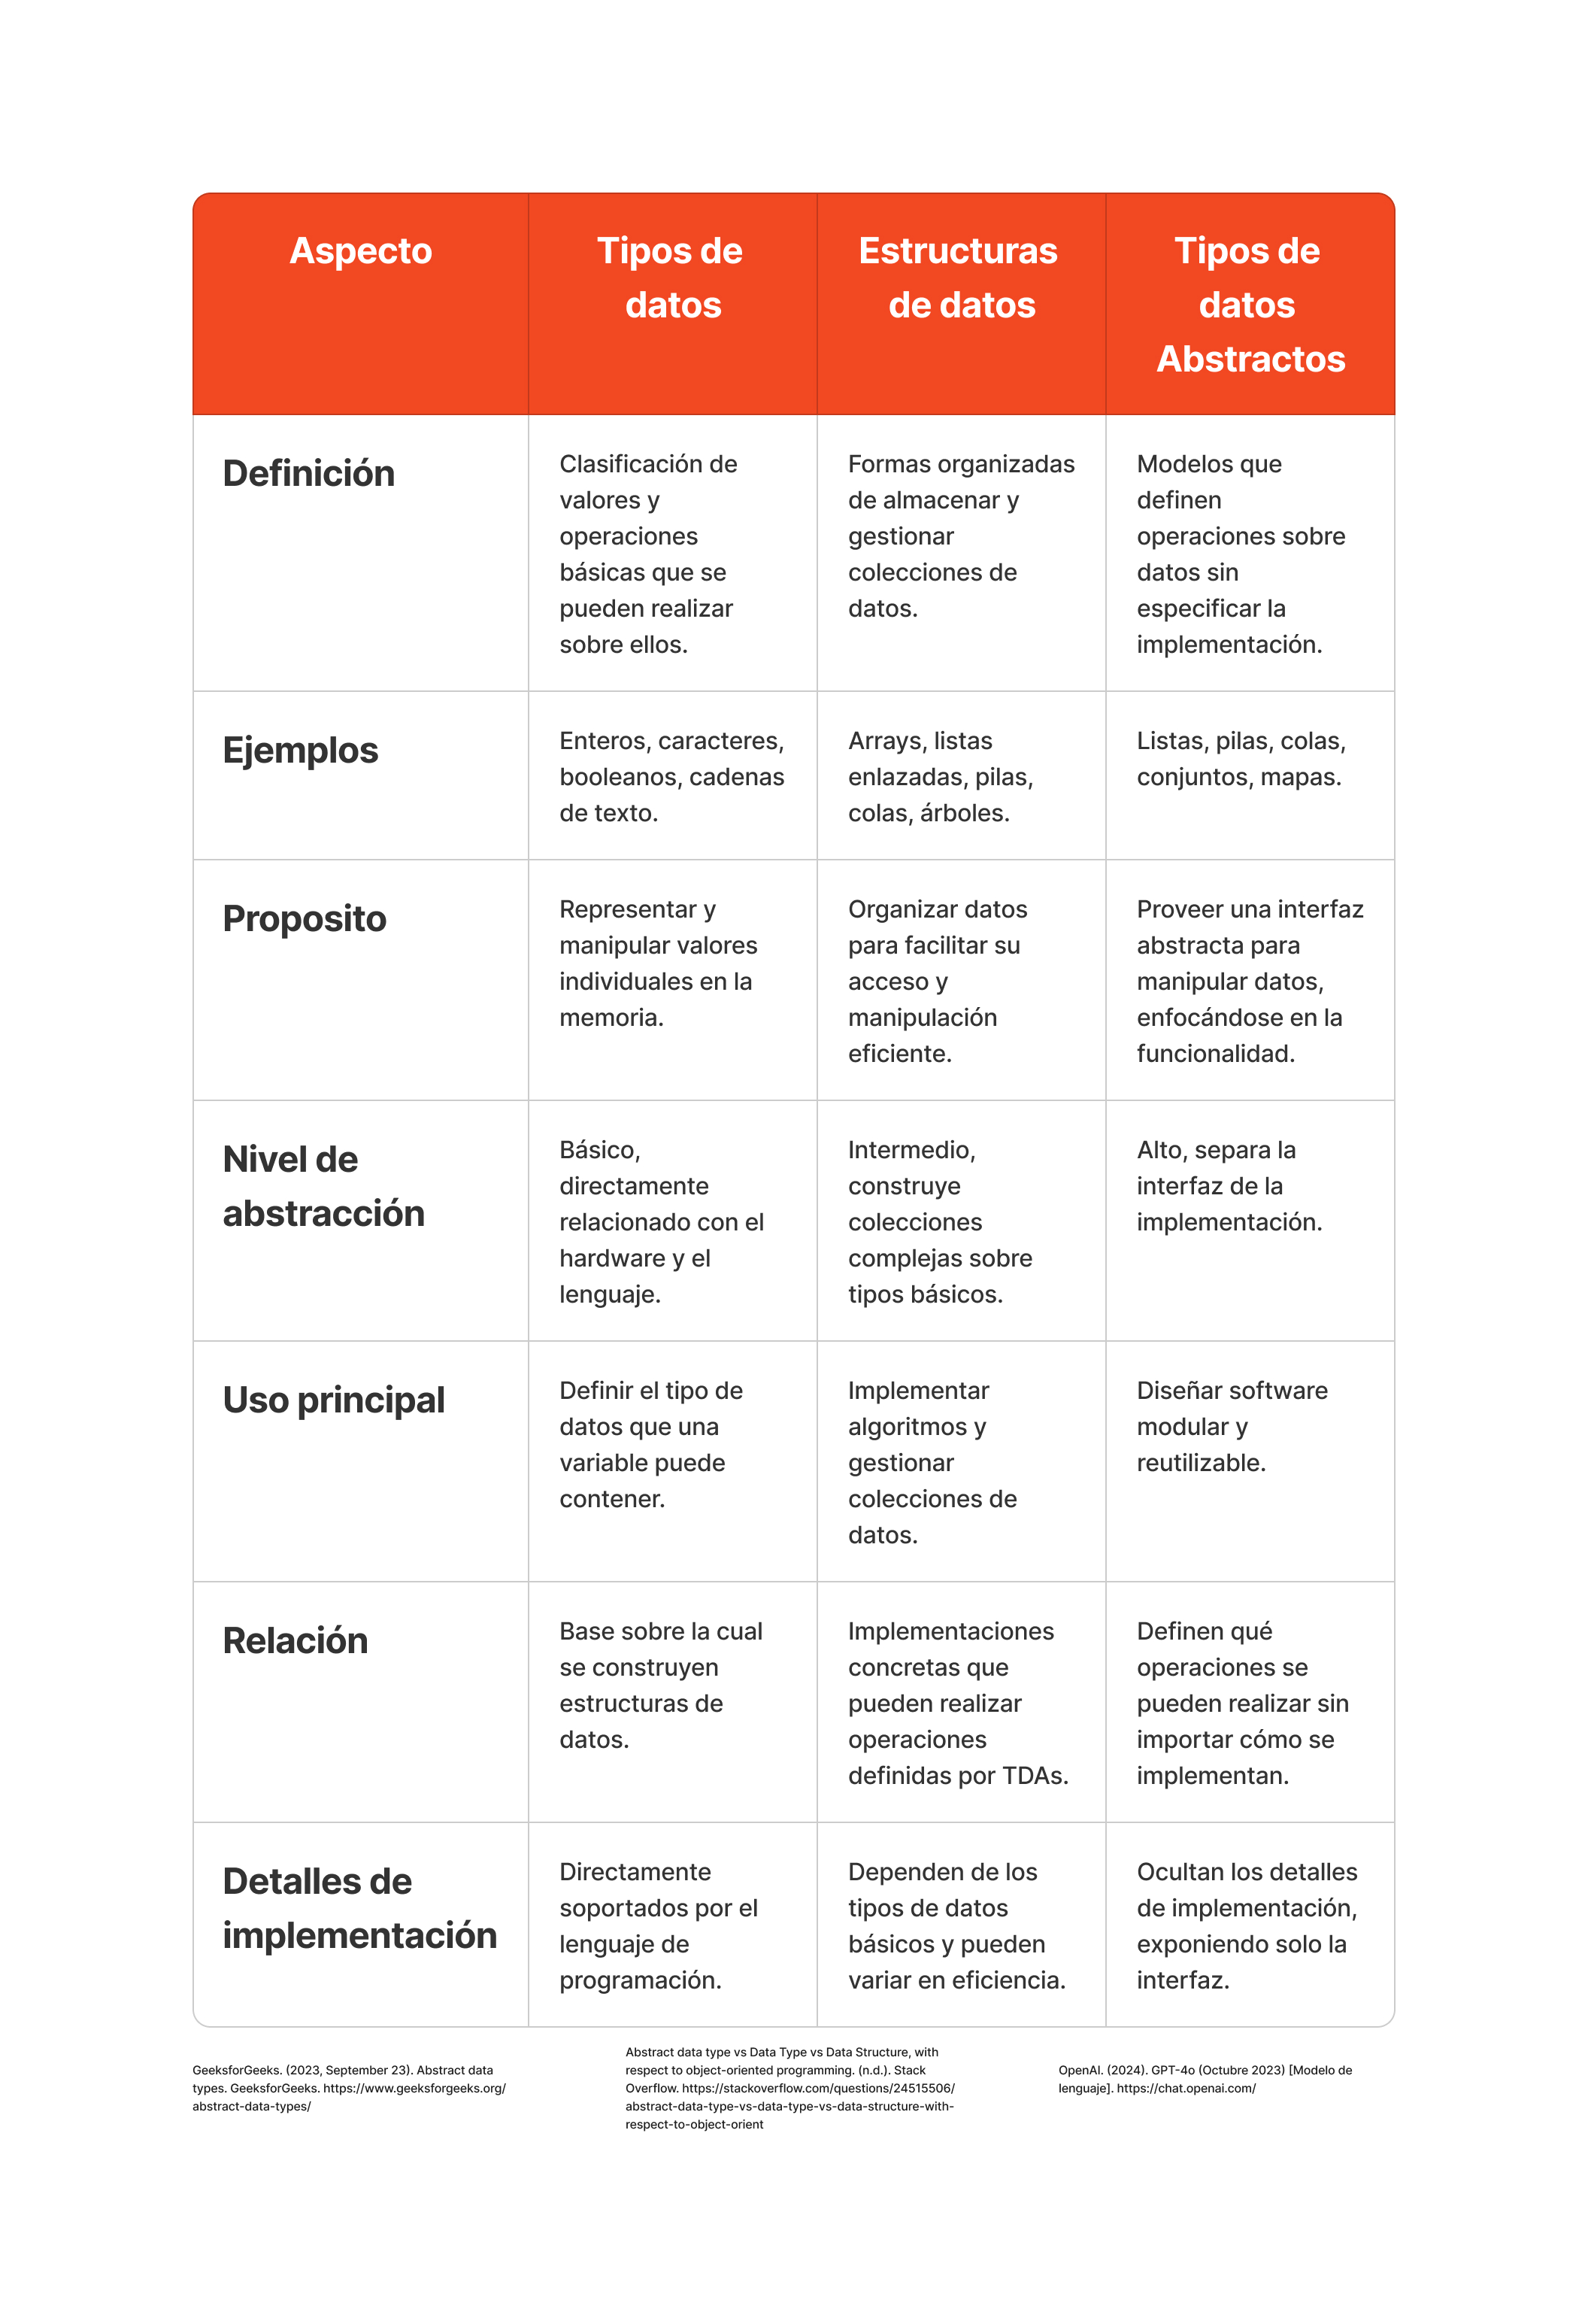 Aspecto
Tipos de
datos
Estructuras
de datos
Tipos de
datos
Abstractos
Definición
Clasificación de
valores y
operaciones
básicas que se
pueden realizar
sobre ellos.
Formas organizadas
de almacenar y
gestionar
colecciones de
datos.
Modelos que
definen
operaciones sobre
datos sin
especificar la
implementación.
Ejemplos
Enteros, caracteres,
booleanos, cadenas
de texto.
Arrays, listas
enlazadas, pilas,
colas, árboles.
Listas, pilas, colas,
conjuntos, mapas.
Proposito
Representar y
manipular valores
individuales en la
memoria.
Organizar datos
para facilitar su
acceso y
manipulación
eficiente.
Proveer una interfaz
abstracta para
manipular datos,
enfocándose en la
funcionalidad.
Nivel de
abstracción
Básico,
directamente
relacionado con el
hardware y el
lenguaje.
Intermedio,
construye
colecciones
complejas sobre
tipos básicos.
Alto, separa la
interfaz de la
implementación.
Uso principal
Definir el tipo de
datos que una
variable puede
contener.
Implementar
algoritmos y
gestionar
colecciones de
datos.
Diseñar software
modular y
reutilizable.
Relación
Base sobre la cual
se construyen
estructuras de
datos.
Implementaciones
concretas que
pueden realizar
operaciones
definidas por TDAs.
Definen qué
operaciones se
pueden realizar sin
importar cómo se
implementan.
Detalles de
implementación
Directamente
soportados por el
lenguaje de
programación.
Dependen de los
tipos de datos
básicos y pueden
variar en eficiencia.
Ocultan los detalles
de implementación,
exponiendo solo la
interfaz.
GeeksforGeeks. (2023, September 23). Abstract data
types. GeeksforGeeks. https://www.geeksforgeeks.org/
abstract-data-types/
Abstract data type vs Data Type vs Data Structure, with
respect to object-oriented programming. (n.d.). Stack
Overflow. https://stackoverflow.com/questions/24515506/
abstract-data-type-vs-data-type-vs-data-structure-with-
respect-to-object-orient
OpenAI. (2024). GPT-4o (Octubre 2023) [Modelo de
lenguaje]. https://chat.openai.com/